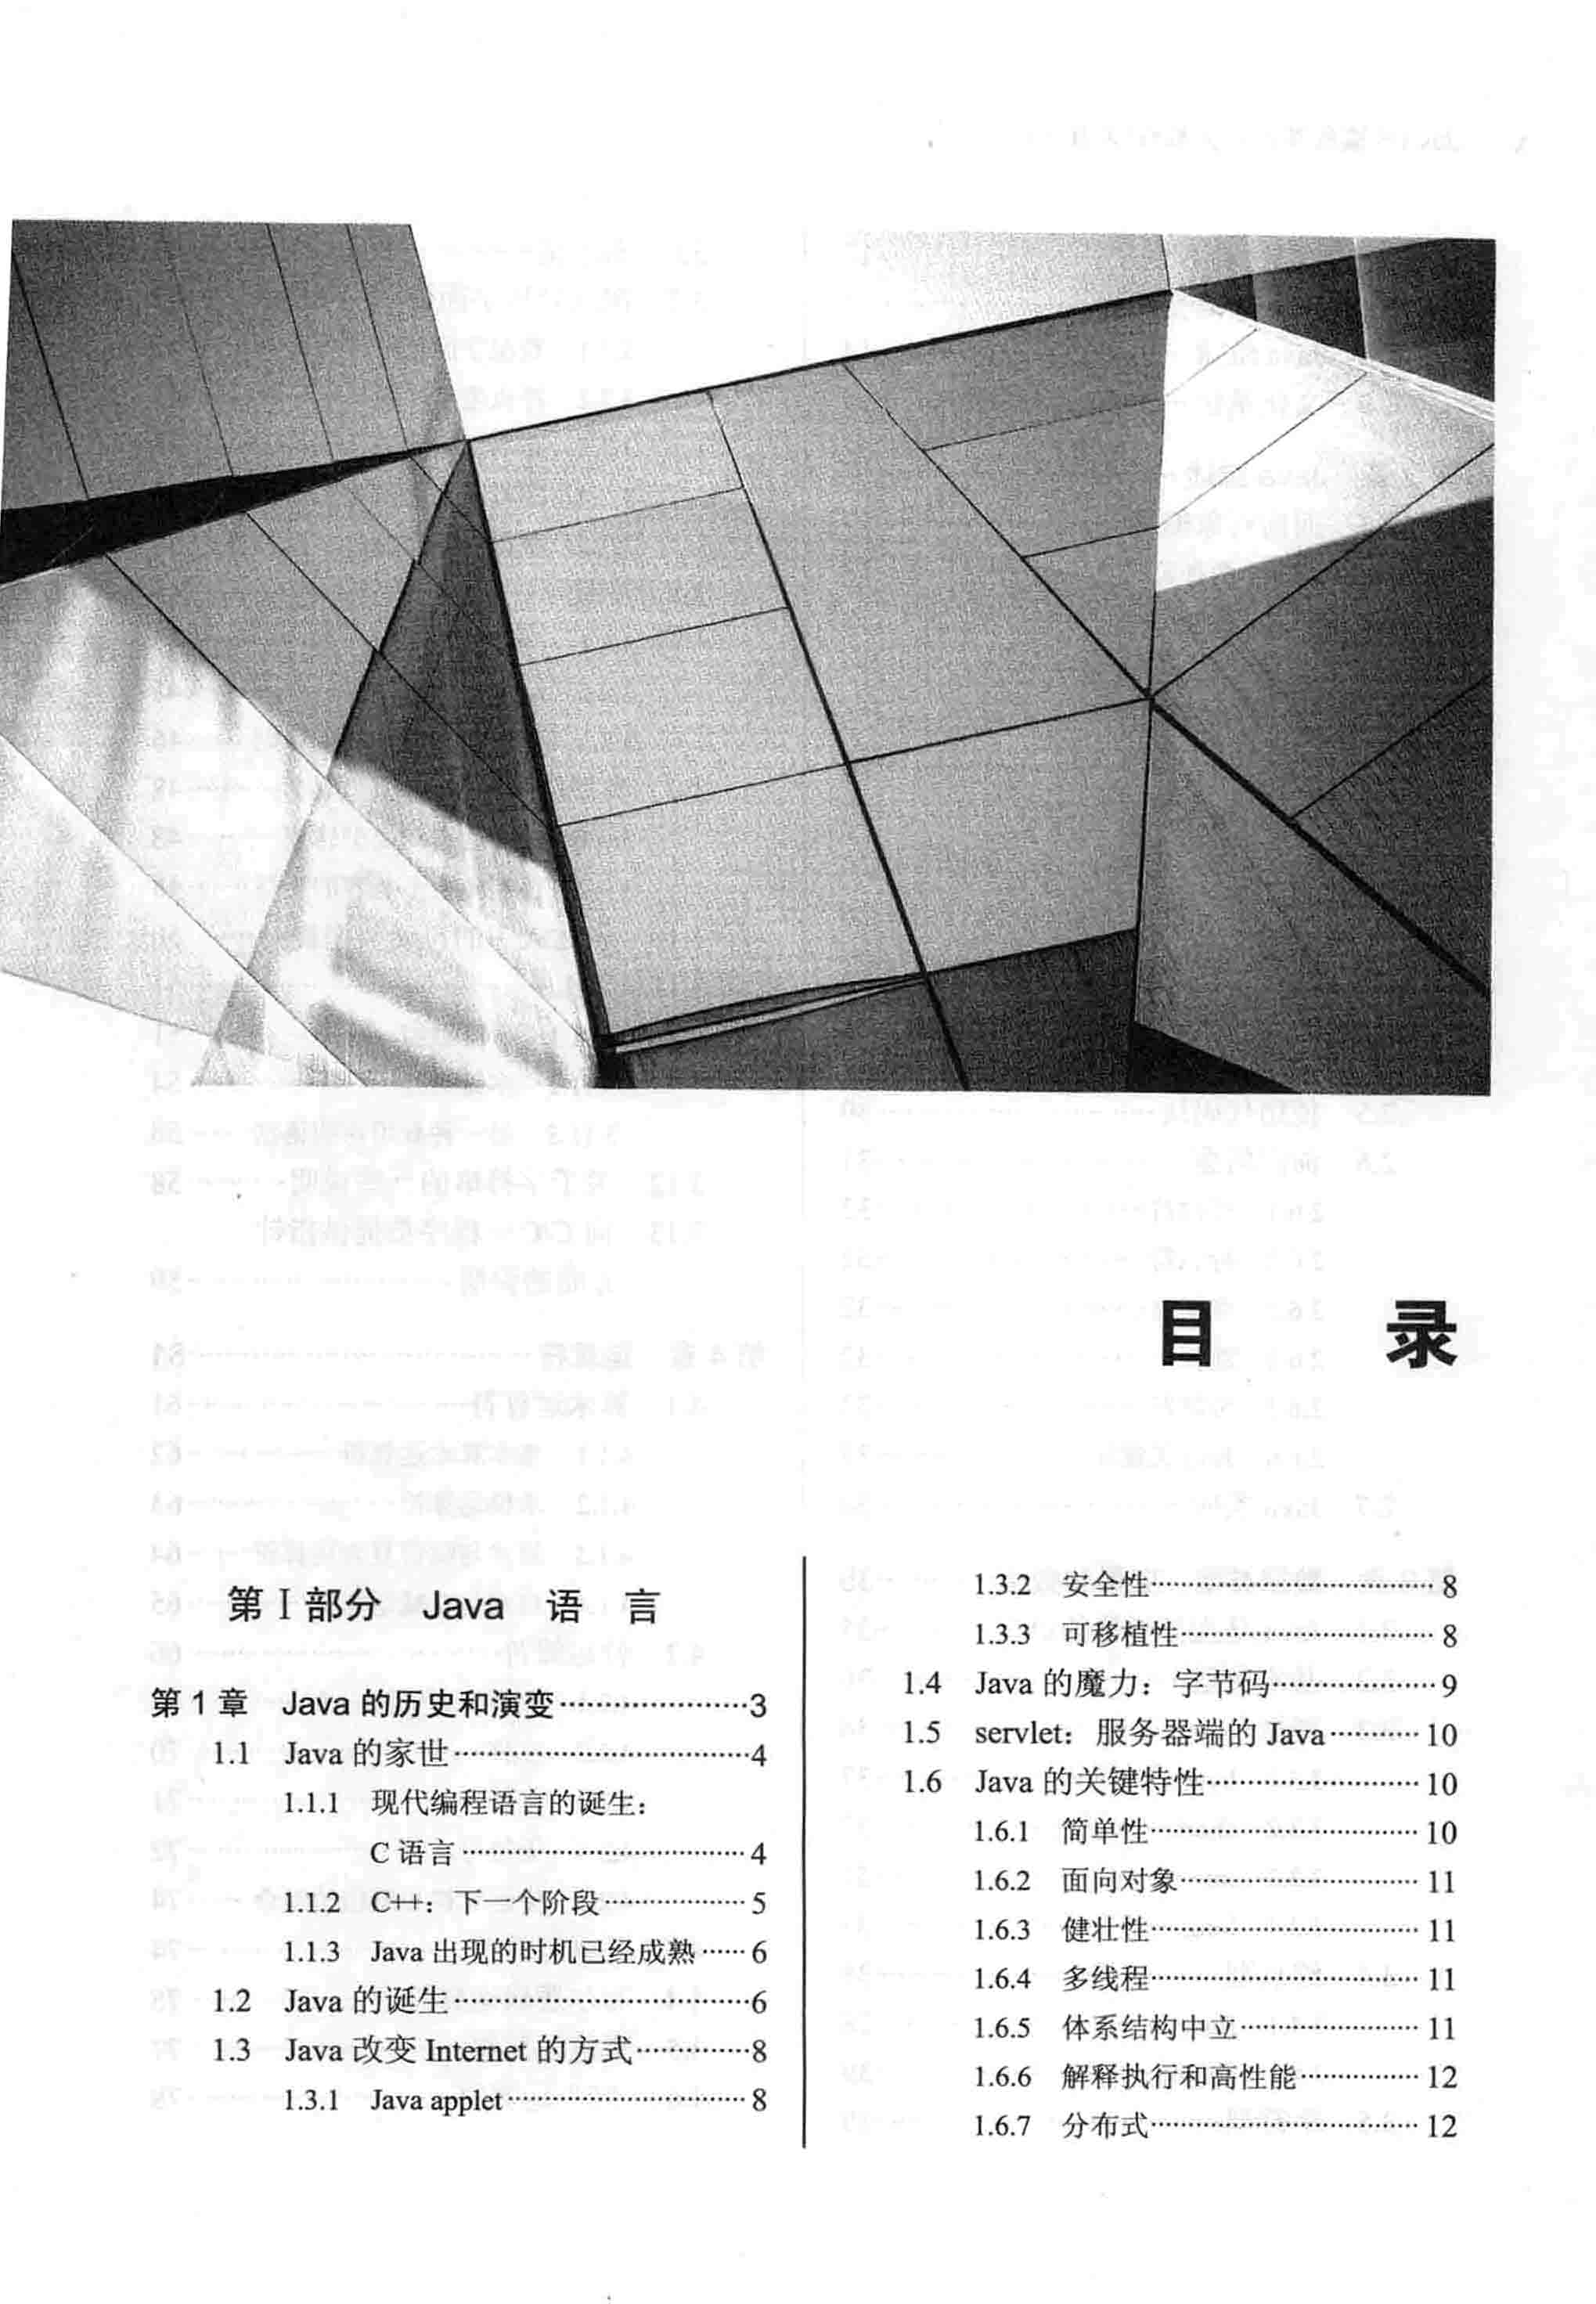 目 录
第 I 部分 Java 语 言
第 1 章 Java 的历史和演变…………………3
1.1 Java 的家世…………………………4
1.1.1 现代编程语言的诞生：
C 语言…………………………4
1.1.2 C++：下一个阶段……………5
1.1.3 Java 出现的时机已经成熟……6
1.2 Java 的诞生…………………………6
1.3 Java 改变 Internet 的方式…………8
1.3.1 Java applet……………………8
1.3.2 安全性…………………………8
1.3.3 可移植性………………………8
1.4 Java 的魔力：字节码………………9
1.5 servlet：服务器端的 Java………10
1.6 Java 的关键特性……………………10
1.6.1 简单性…………………………10
1.6.2 面向对象………………………11
1.6.3 健壮性…………………………11
1.6.4 多线程…………………………11
1.6.5 体系结构中立…………………11
1.6.6 解释执行和高性能……………12
1.6.7 分布式…………………………12